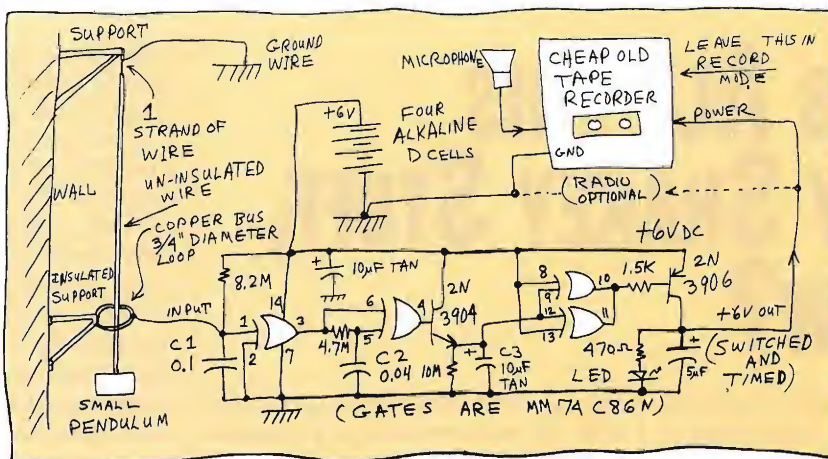 SUPPORT
GROUND
WIRE
1
STRAND OF
WIRE
UN-INSULATED
WIRE
WALL
COPPER BUS
3/4" DIAMETER
LOOP
INSULATED
SUPPORT
INPUT
SMALL
PENDULUM
MICROPHONE
CHEAP OLD
TAPE
RECORDER
GND
LEAVE THIS IN
RECORD
MODE
POWER
+6V
FOUR
ALKALINE
D CELLS
(RADIO
OPTIONAL)
+6VDC
8.2M
+
10µF TAN
14
1
2
3
7
C1
0.1
4.7M
6
5
4
C2
0.04
10M
2N
3904
+
C3
10µF
TAN
8
9
10
12
13
11
1.5K
2N
3906
+6V OUT
470Ω
LED
+
5µF
(SWITCHED
AND
TIMED)
(GATES ARE MM74C86N)